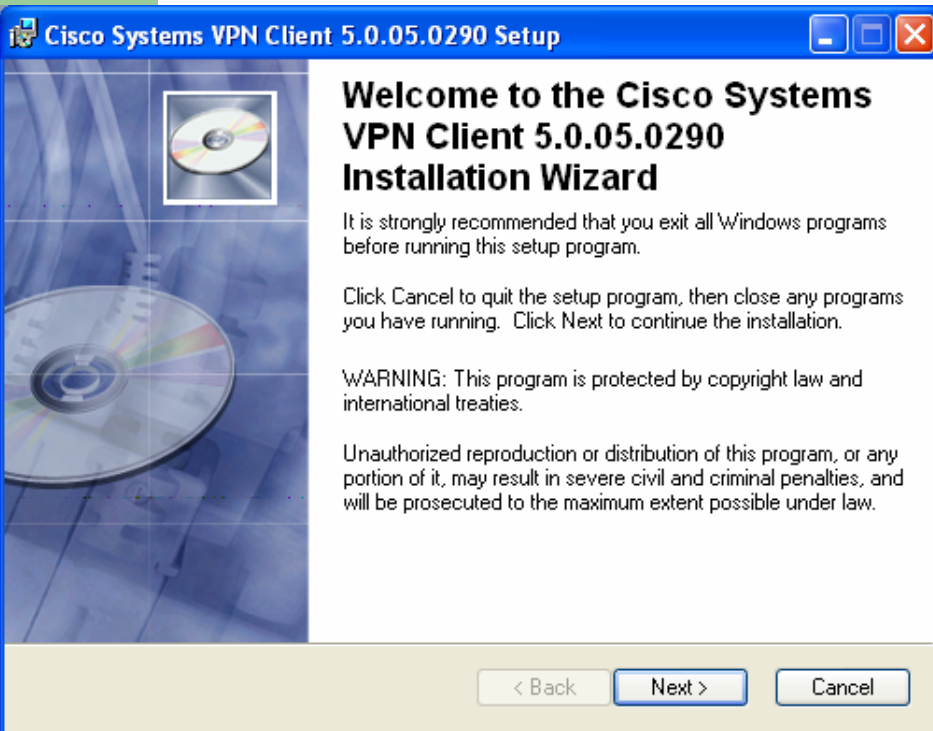 Cisco Systems VPN Client 5.0.05.0290 Setup
Welcome to the Cisco Systems
VPN Client 5.0.05.0290
Installation Wizard
It is strongly recommended that you exit all Windows programs
before running this setup program.
Click Cancel to quit the setup program, then close any programs
you have running.  Click Next to continue the installation.
WARNING: This program is protected by copyright law and
international treaties.
Unauthorized reproduction or distribution of this program, or any
portion of it, may result in severe civil and criminal penalties, and
will be prosecuted to the maximum extent possible under law.
< Back
Next >
Cancel